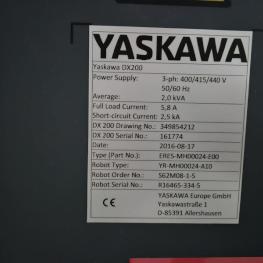 YASKAWA
Yaskawa DX200
Power Supply: 3-ph: 400/415/440 V
50/60 Hz
Average: 2,0 kVA
Full Load Current: 5,8 A
Short-circuit Current: 2,5 kA
DX 200 Drawing No.: 349854212
DX 200 Serial No.: 161774
Date: 2016-08-17
Type (Part No.): ERES-MH00024-E00
Robot Type: YR-MH00024-A10
Robot Order No.: S62M08-1-5
Robot Serial No.: R16465-334-5
CE
YASKAWA Europe GmbH
Yaskawastraße 1
D-85391 Allershausen